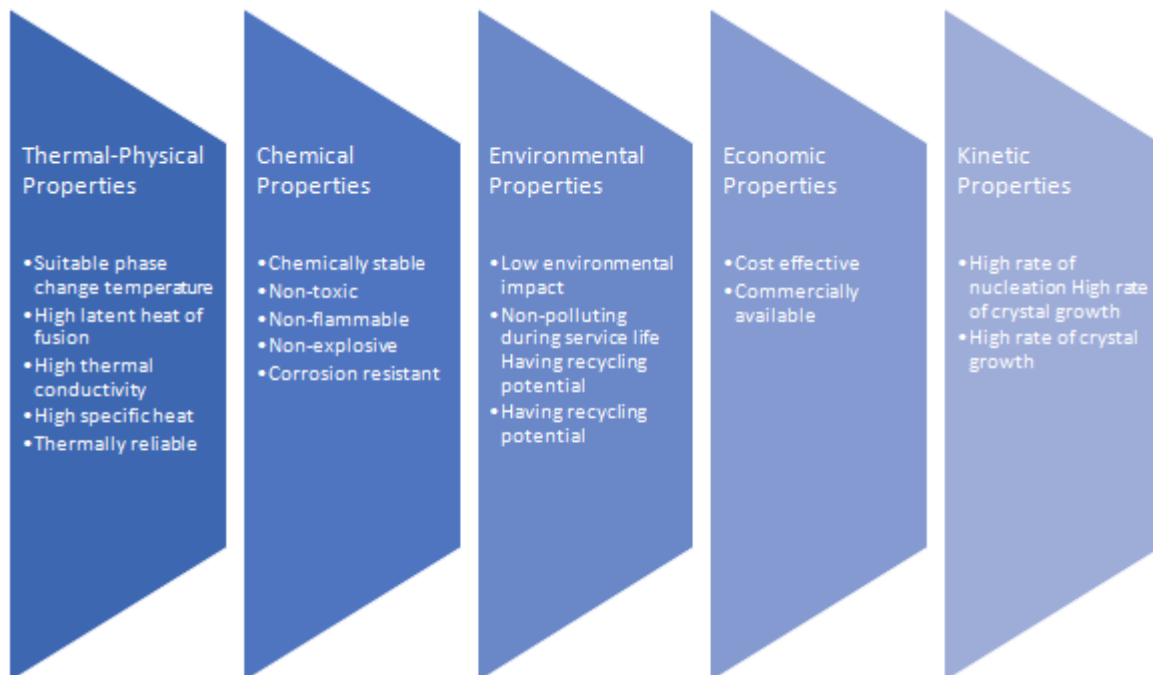 Thermal-Physical
Properties
•Suitable phase
change temperature
•High latent heat of
fusion
•High thermal
conductivity
•High specific heat
•Thermally reliable
Chemical
Properties
•Chemically stable
•Non-toxic
•Non-flammable
•Non-explosive
•Corrosion resistant
Environmental
Properties
•Low environmental
impact
•Non-polluting
during service life
Having recycling
potential
•Having recycling
potential
Economic
Properties
•Cost effective
•Commercially
available
Kinetic
Properties
•High rate of
nucleation High rate
of crystal growth
•High rate of crystal
growth